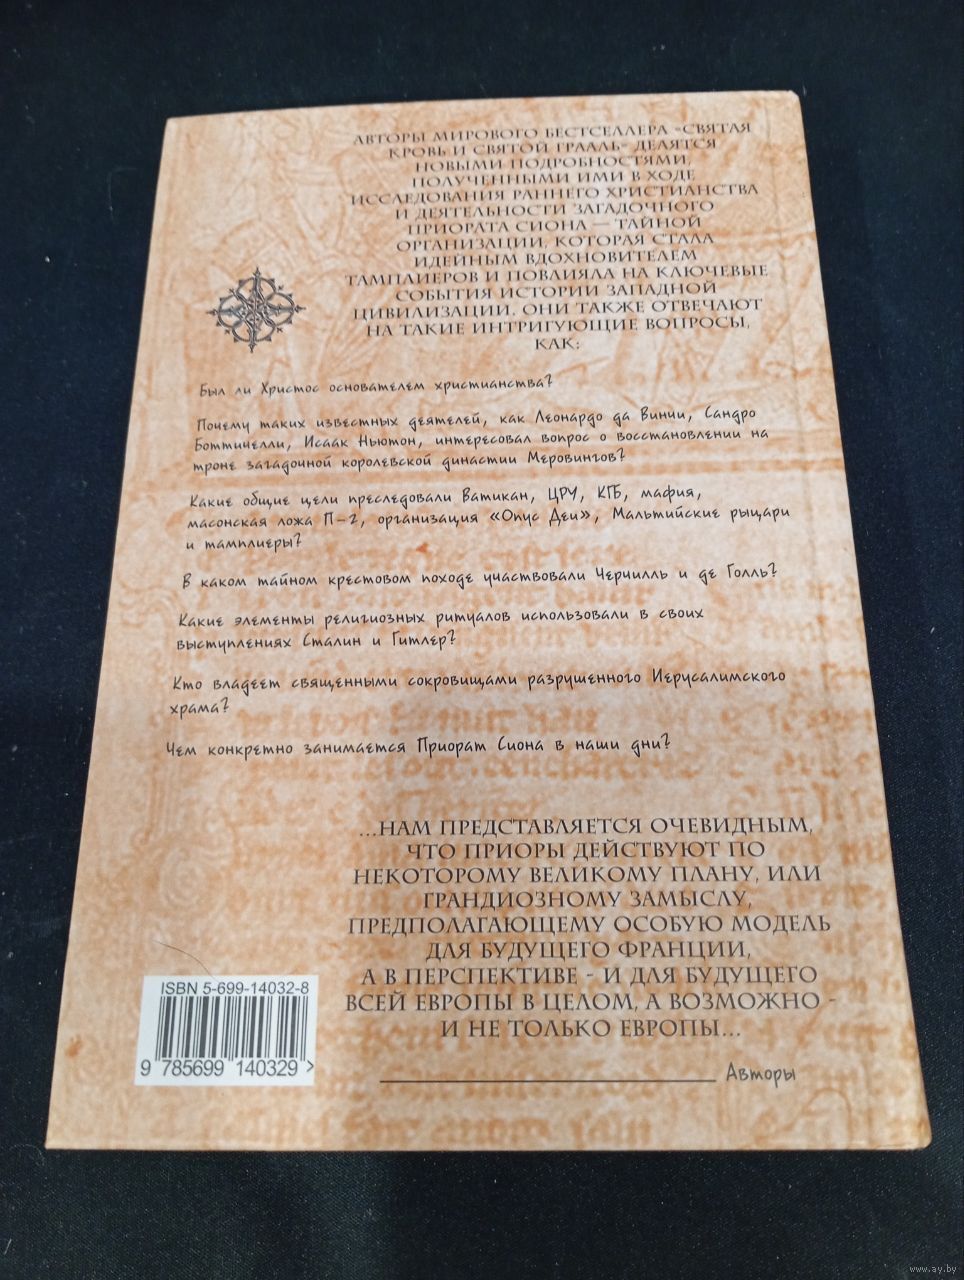 АВТОРЫ МИРОВОГО БЕСТСЕЛЛЕРА «СВЯТАЯ
КРОВЬ И СВЯТОЙ ГРААЛЬ» ДЕЛЯТСЯ
НОВЫМИ ПОДРОБНОСТЯМИ,
ПОЛУЧЕННЫМИ ИМИ В ХОДЕ
ИССЛЕДОВАНИЯ РАННЕГО ХРИСТИАНСТВА
И ДЕЯТЕЛЬНОСТИ ЗАГАДОЧНОГО
ПРИОРАТА СИОНА — ТАЙНОЙ
ОРГАНИЗАЦИИ, КОТОРАЯ СТАЛА
ИДЕЙНЫМ ВДОХНОВИТЕЛЕМ
ТАМПЛИЕРОВ И ПОВЛИЯЛА НА КЛЮЧЕВЫЕ
СОБЫТИЯ ИСТОРИИ ЗАПАДНОЙ
ЦИВИЛИЗАЦИИ. ОНИ ТАКЖЕ ОТВЕЧАЮТ
НА ТАКИЕ ИНТРИГУЮЩИЕ ВОПРОСЫ,
КАК:
Был ли Христос основателем христианства?
Почему таких известных деятелей, как Леонардо да Винчи, Сандро
Боттичелли, Исаак Ньютон, интересовал вопрос о восстановлении на
троне загадочной королевской династии Меровингов?
Какие общие цели преследовали Ватикан, ЦРУ, КГБ, мафия,
масонская ложа П-2, организация «Опус Деи», Мальтийские рыцари
и тамплиеры?
В каком тайном крестовом походе участвовали Черчилль и де Голль?
Какие элементы религиозных ритуалов использовали в своих
выступлениях Сталин и Гитлер?
Кто владеет священными сокровищами разрушенного Иерусалимского
храма?
Чем конкретно занимается Приорат Сиона в наши дни?
...НАМ ПРЕДСТАВЛЯЕТСЯ ОЧЕВИДНЫМ,
ЧТО ПРИОРЫ ДЕЙСТВУЮТ ПО
НЕКОТОРОМУ ВЕЛИКОМУ ПЛАНУ, ИЛИ
ГРАНДИОЗНОМУ ЗАМЫСЛУ,
ПРЕДПОЛАГАЮЩЕМУ ОСОБУЮ МОДЕЛЬ
ДЛЯ БУДУЩЕГО ФРАНЦИИ,
А В ПЕРСПЕКТИВЕ - И ДЛЯ БУДУЩЕГО
ВСЕЙ ЕВРОПЫ В ЦЕЛОМ, А ВОЗМОЖНО -
И НЕ ТОЛЬКО ЕВРОПЫ...
Авторы
ISBN 5-699-14032-8
9 785699 140329 >
www.ay.by